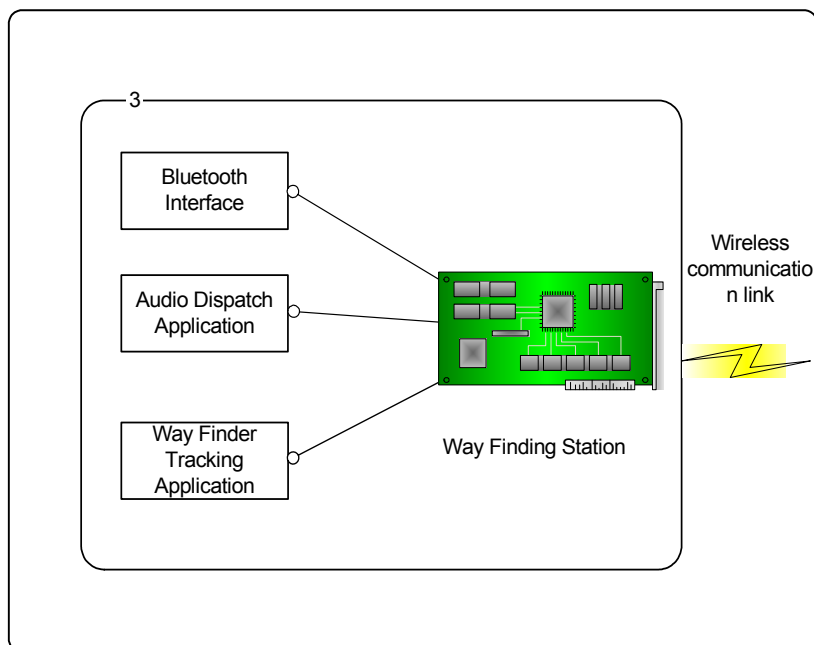 3
Bluetooth
Interface
Audio Dispatch
Application
Way Finder
Tracking
Application
Way Finding Station
Wireless
communicatio
n link